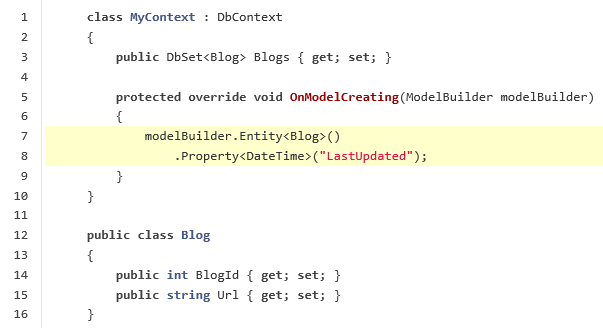 1 class MyContext : DbContext
2 {
3 public DbSet<Blog> Blogs { get; set; }
4
5 protected override void OnModelCreating(ModelBuilder modelBuilder)
6 {
7 modelBuilder.Entity<Blog>()
8 .Property<DateTime>("LastUpdated");
9 }
10 }
11
12 public class Blog
13 {
14 public int BlogId { get; set; }
15 public string Url { get; set; }
16 }